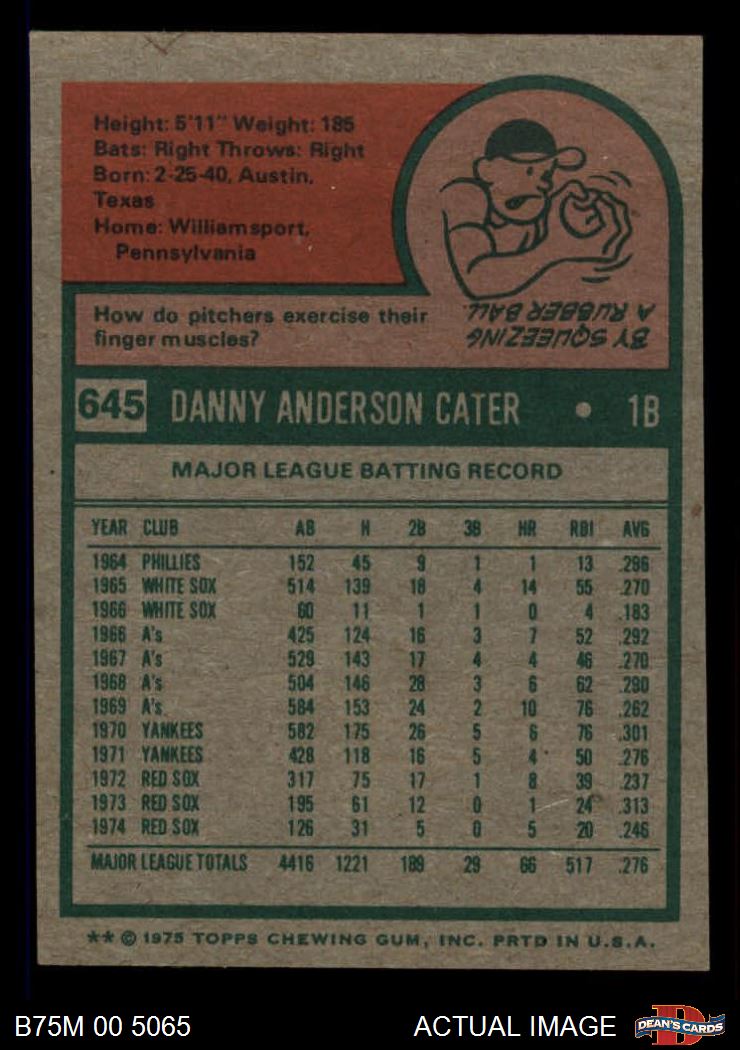 Height: 5'11" Weight: 185
Bats: Right Throws: Right
Born: 2-25-40, Austin,
Texas
Home: Williamsport,
Pennsylvania
How do pitchers exercise their
finger muscles?
BY SQUEEZING
A RUBBER BALL.
645 DANNY ANDERSON CATER • 1B
MAJOR LEAGUE BATTING RECORD
YEAR CLUB AB H 2B 3B HR RBI AVG
1964 PHILLIES 152 45 9 1 1 13 .296
1965 WHITE SOX 514 139 18 4 14 55 .270
1966 WHITE SOX 60 11 1 1 0 4 .183
1966 A's 425 124 16 3 7 52 .292
1967 A's 529 143 17 4 4 46 .270
1968 A's 504 146 28 3 6 62 .290
1969 A's 584 153 24 2 10 76 .262
1970 YANKEES 582 175 26 5 6 76 .301
1971 YANKEES 428 118 16 5 4 50 .276
1972 RED SOX 317 75 17 1 8 39 .237
1973 RED SOX 195 61 12 0 1 24 .313
1974 RED SOX 126 31 5 0 5 20 .246
MAJOR LEAGUE TOTALS 4416 1221 189 29 66 517 .276
** © 1975 TOPPS CHEWING GUM, INC. PRTD IN U.S.A.
B75M 00 5065 ACTUAL IMAGE
D
DEAN'S CARDS